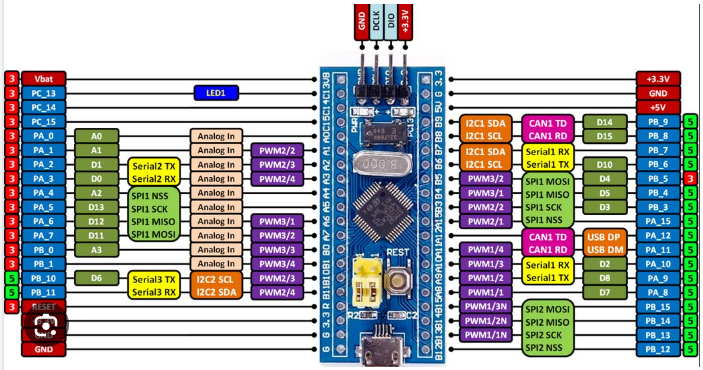 GND DCLK DIO +3.3V
3 Vbat +3.3V
3 PC_13 LED1 GND
3 PC_14 +5V
3 PC_15 I2C1 SDA CAN1 TD D14 PB_9 5
3 PA_0 A0 Analog In I2C1 SCL CAN1 RD D15 PB_8 5
3 PA_1 A1 Analog In PWM2/2 I2C1 SDA Serial1 RX PB_7 5
3 PA_2 D1 Serial2 TX Analog In PWM2/3 I2C1 SCL Serial1 TX D10 PB_6 5
3 PA_3 D0 Serial2 RX Analog In PWM2/4 PWM3/2 SPI1 MOSI D4 PB_5 3
3 PA_4 A2 SPI1 NSS Analog In PWM3/1 SPI1 MISO D5 PB_4 5
3 PA_5 D13 SPI1 SCK Analog In PWM2/2 SPI1 SCK D3 PB_3 5
3 PA_6 D12 SPI1 MISO Analog In PWM3/1 PWM2/1 SPI1 NSS PA_15 5
3 PA_7 D11 SPI1 MOSI Analog In PWM3/2 CAN1 TD USB DP PA_12 5
3 PB_0 A3 Analog In PWM3/3 PWM1/4 CAN1 RD USB DM PA_11 5
3 PB_1 Analog In PWM3/4 PWM1/3 Serial1 RX D2 PA_10 5
5 PB_10 D6 Serial3 TX I2C2 SCL PWM2/3 PWM1/2 Serial1 TX D8 PA_9 5
5 PB_11 Serial3 RX I2C2 SDA PWM2/4 PWM1/1 D7 PA_8 5
3 RESET PWM1/3N SPI2 MOSI PB_15 5
PWM1/2N SPI2 MISO PB_14 5
PWM1/1N SPI2 SCK PB_13 5
GND SPI2 NSS PB_12 5
PWR PC13
8.000
REST
R2 C2